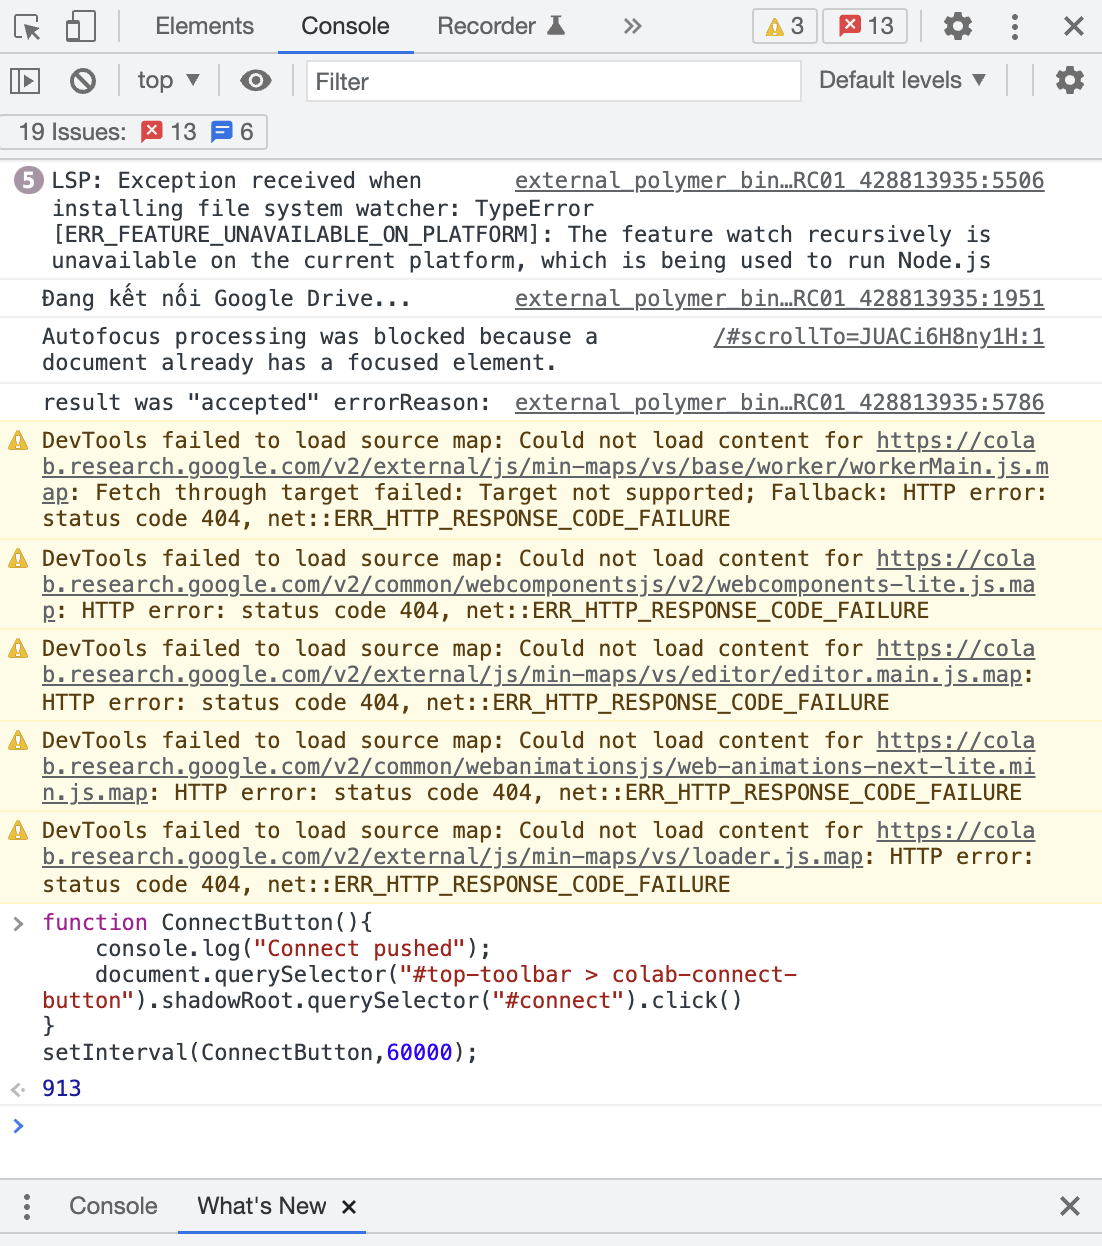 Elements Console Recorder 3 13
top Filter Default levels
19 Issues: 13 6
5 LSP: Exception received when external_polymer_bin…RC01_428813935:5506
installing file system watcher: TypeError
[ERR_FEATURE_UNAVAILABLE_ON_PLATFORM]: The feature watch recursively is
unavailable on the current platform, which is being used to run Node.js
Đang kết nối Google Drive... external_polymer_bin…RC01_428813935:1951
Autofocus processing was blocked because a /#scrollTo=JUACi6H8ny1H:1
document already has a focused element.
result was "accepted" errorReason: external_polymer_bin…RC01_428813935:5786
DevTools failed to load source map: Could not load content for https://cola
b.research.google.com/v2/external/js/min-maps/vs/base/worker/workerMain.js.m
ap: Fetch through target failed: Target not supported; Fallback: HTTP error:
status code 404, net::ERR_HTTP_RESPONSE_CODE_FAILURE
DevTools failed to load source map: Could not load content for https://cola
b.research.google.com/v2/common/webcomponentsjs/v2/webcomponents-lite.js.ma
p: HTTP error: status code 404, net::ERR_HTTP_RESPONSE_CODE_FAILURE
DevTools failed to load source map: Could not load content for https://cola
b.research.google.com/v2/external/js/min-maps/vs/editor/editor.main.js.map:
HTTP error: status code 404, net::ERR_HTTP_RESPONSE_CODE_FAILURE
DevTools failed to load source map: Could not load content for https://cola
b.research.google.com/v2/common/webanimationsjs/web-animations-next-lite.mi
n.js.map: HTTP error: status code 404, net::ERR_HTTP_RESPONSE_CODE_FAILURE
DevTools failed to load source map: Could not load content for https://cola
b.research.google.com/v2/external/js/min-maps/vs/loader.js.map: HTTP error:
status code 404, net::ERR_HTTP_RESPONSE_CODE_FAILURE
function ConnectButton(){
    console.log("Connect pushed");
    document.querySelector("#top-toolbar > colab-connect-
button").shadowRoot.querySelector("#connect").click()
}
setInterval(ConnectButton,60000);
913
Console What's New